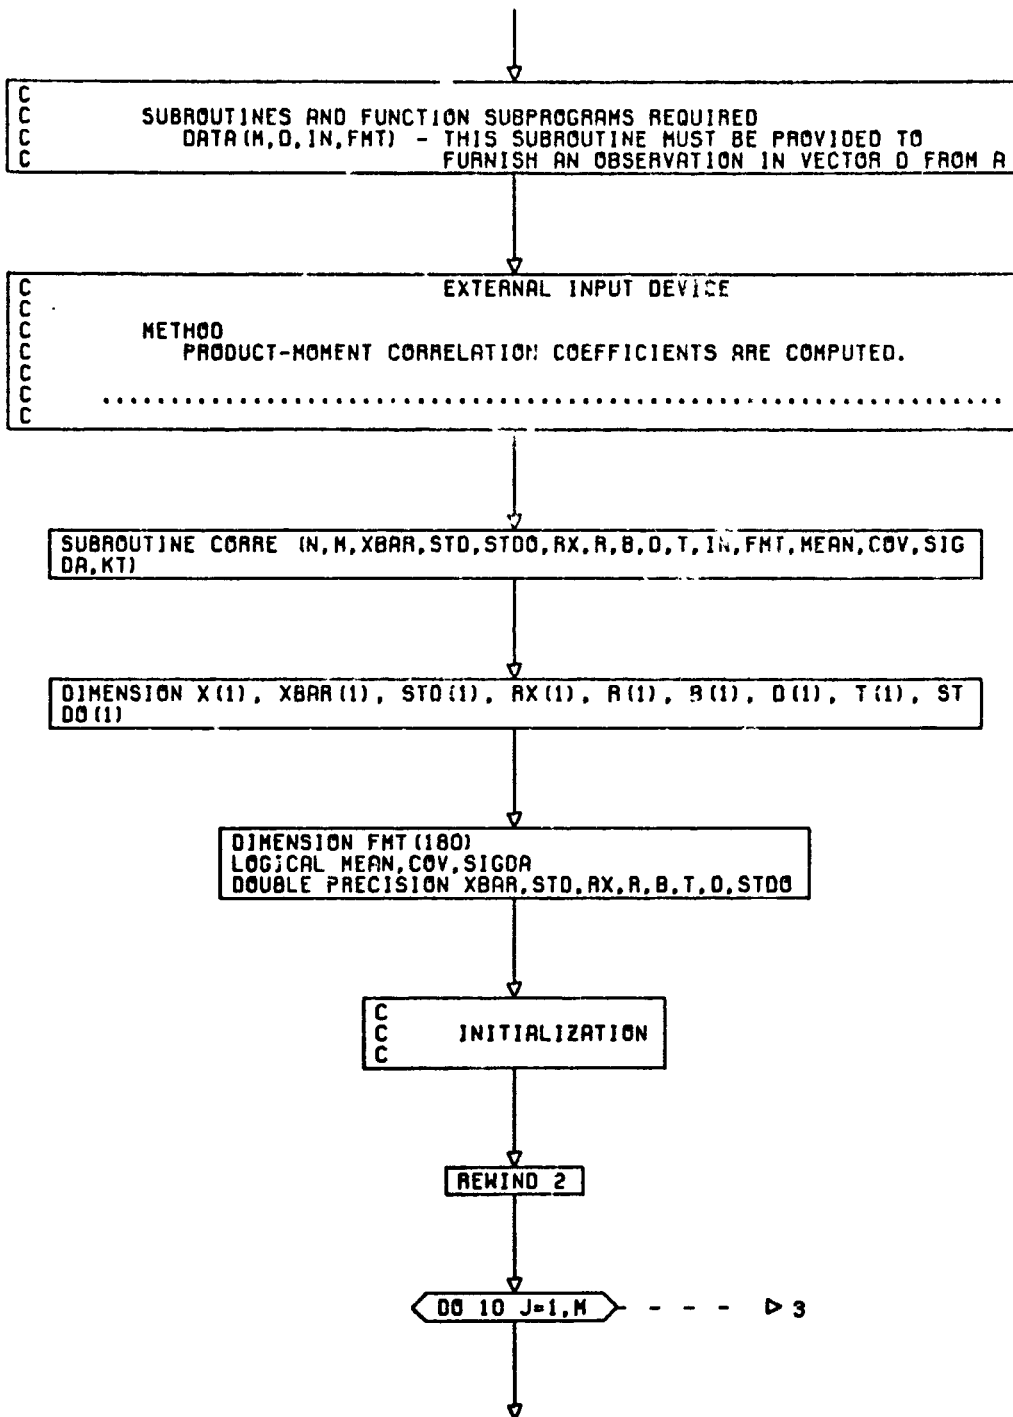 C
C SUBROUTINES AND FUNCTION SUBPROGRAMS REQUIRED
C DATA(M,D,IN,FMT) - THIS SUBROUTINE MUST BE PROVIDED TO
C FURNISH AN OBSERVATION IN VECTOR D FROM A
C EXTERNAL INPUT DEVICE
C
C METHOD
C PRODUCT-MOMENT CORRELATION COEFFICIENTS ARE COMPUTED.
C
C ..................................................................
C
SUBROUTINE CORRE (N,M,XBAR,STD,STDO,RX,R,B,D,T,IN,FMT,MEAN,COV,SIG
DA,KT)
DIMENSION X(1), XBAR(1), STD(1), RX(1), R(1), B(1), D(1), T(1), ST
DO(1)
DIMENSION FMT(180)
LOGICAL MEAN,COV,SIGDA
DOUBLE PRECISION XBAR,STD,RX,R,B,T,D,STDO
C
C INITIALIZATION
C
REWIND 2
DO 10 J=1,M - - - - 3